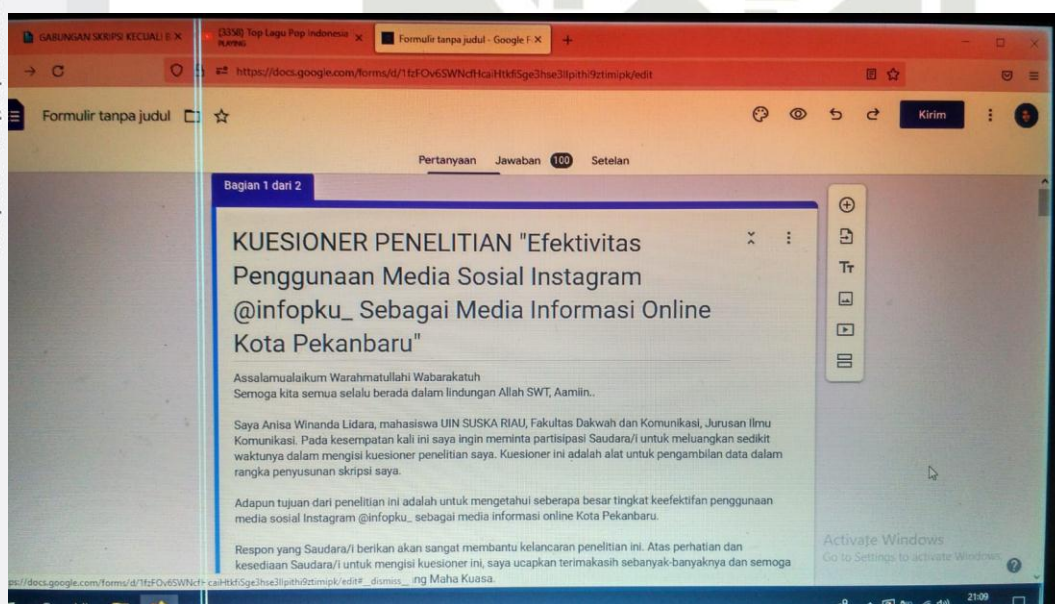 GABUNGAN SKRIPSI KECUALI B
(3358) Top Lagu Pop Indonesia
PLAYING
Formulir tanpa judul - Google F
https://docs.google.com/forms/d/1fzFOv6SWNcfHcaiHtkfi5ge3hse3llpithi9ztimipk/edit
Formulir tanpa judul
Kirim
Pertanyaan Jawaban 100 Setelan
Bagian 1 dari 2
KUESIONER PENELITIAN "Efektivitas
Penggunaan Media Sosial Instagram
@infopku_ Sebagai Media Informasi Online
Kota Pekanbaru"
Assalamualaikum Warahmatullahi Wabarakatuh
Semoga kita semua selalu berada dalam lindungan Allah SWT, Aamiin..
Saya Anisa Winanda Lidara, mahasiswa UIN SUSKA RIAU, Fakultas Dakwah dan Komunikasi, Jurusan Ilmu
Komunikasi. Pada kesempatan kali ini saya ingin meminta partisipasi Saudara/i untuk meluangkan sedikit
waktunya dalam mengisi kuesioner penelitian saya. Kuesioner ini adalah alat untuk pengambilan data dalam
rangka penyusunan skripsi saya.
Adapun tujuan dari penelitian ini adalah untuk mengetahui seberapa besar tingkat keefektifan penggunaan
media sosial Instagram @infopku_ sebagai media informasi online Kota Pekanbaru.
Respon yang Saudara/i berikan akan sangat membantu kelancaran penelitian ini. Atas perhatian dan
kesediaan Saudara/i untuk mengisi kuesioner ini, saya ucapkan terimakasih sebanyak-banyaknya dan semoga
ng Maha Kuasa.
Activate Windows
Go to Settings to activate Windows.
21:09